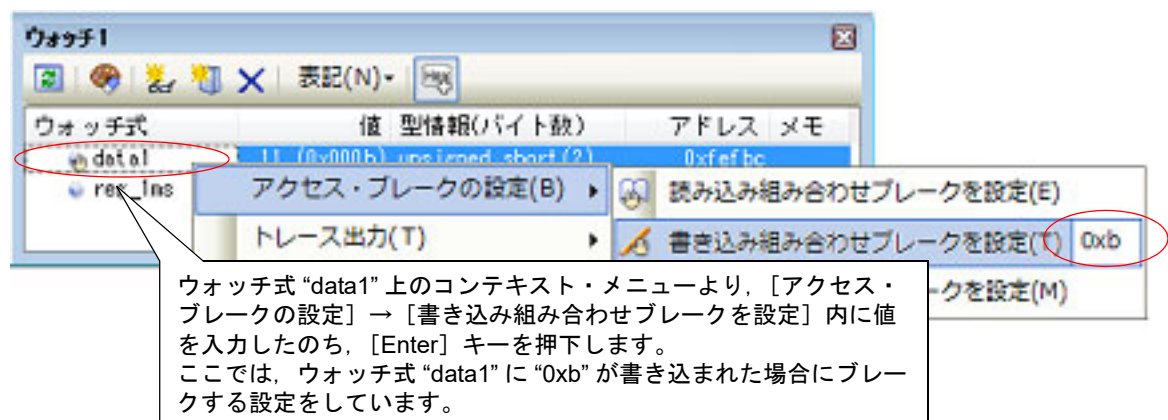 ウォッチ1
表記(N)
Hex
ウォッチ式 値 型情報(バイト数) アドレス メモ
data1 11 (0x000b) unsigned short(2) 0xfefbc
アクセス・ブレークの設定(B) 読み込み組み合わせブレークを設定(E)
トレース出力(T) 書き込み組み合わせブレークを設定(T) 0xb
ークを設定(M)
ウォッチ式 “data1” 上のコンテキスト・メニューより，［アクセス・
ブレークの設定］→［書き込み組み合わせブレークを設定］内に値
を入力したのち，［Enter］キーを押下します。
ここでは，ウォッチ式 “data1” に “0xb” が書き込まれた場合にブレー
クする設定をしています。